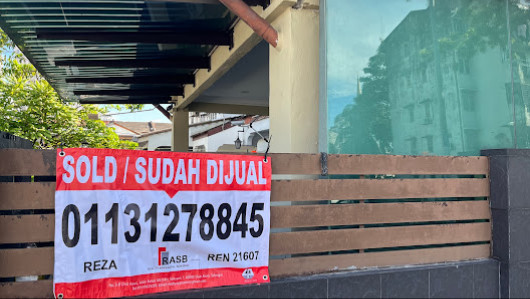 SOLD / SUDAH DIJUAL
01131278845
REZA RASB REN 21607